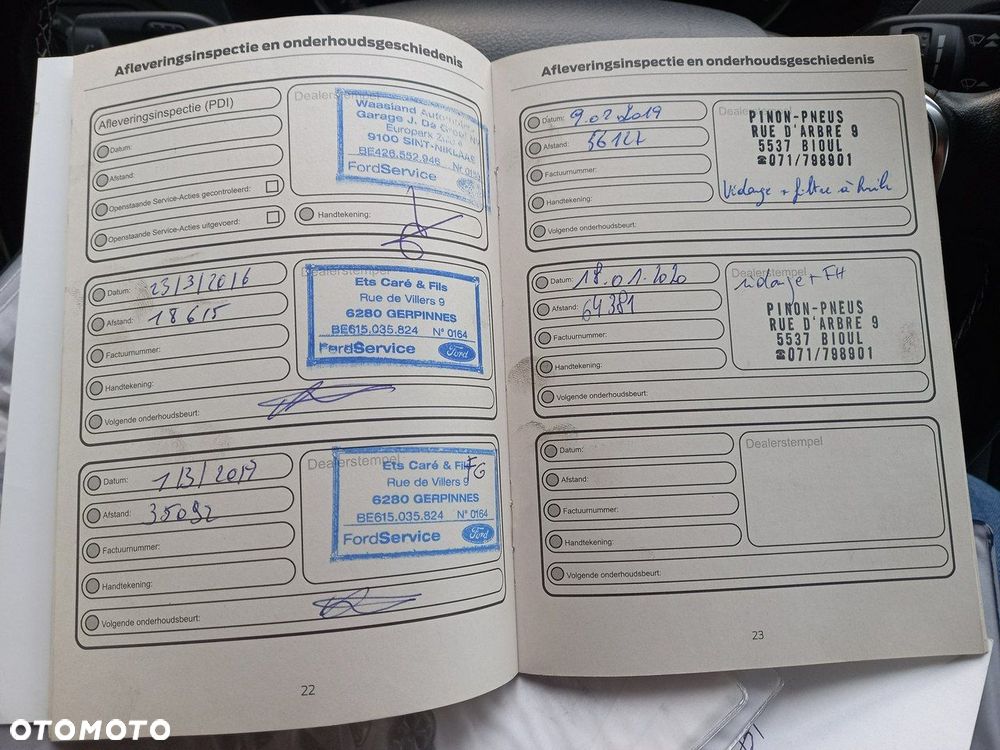 Afleveringsinspectie en onderhoudsgeschiedenis
Afleveringsinspectie (PDI)
Datum:
Afstand:
Openstaande Service-Acties gecontroleerd:
Openstaande Service-Acties uitgevoerd:
Dealerstempel
Waasland
Garage J. De
Europark
9100 SINT-NIKLAAS
BE426.552.946 Nr.
FordService
Handtekening:
Datum: 23/3/2016
Afstand: 18615
Factuurnummer:
Handtekening:
Volgende onderhoudsbeurt:
Dealerstempel
Ets Caré & Fils
Rue de Villers 9
6280 GERPINNES
BE615.035.824 N° 0164
FordService
Ford
Datum: 1/3/2017
Afstand: 35092
Factuurnummer:
Handtekening:
Volgende onderhoudsbeurt:
Dealerstempel
Ets Caré & Fils
FG
Rue de Villers 9
6280 GERPINNES
BE615.035.824 N° 0164
FordService
Ford
22
Afleveringsinspectie en onderhoudsgeschiedenis
Datum: 9.02.2019
Afstand: 56127
Factuurnummer:
Handtekening:
Volgende onderhoudsbeurt:
Dealerstempel
PINON-PNEUS
RUE D'ARBRE 9
5537 BIOUL
☎071/798901
Vidange + filtre à huile
Datum: 18.01.2020
Afstand: 64381
Factuurnummer:
Handtekening:
Volgende onderhoudsbeurt:
Dealerstempel
vidange + FH
PINON-PNEUS
RUE D'ARBRE 9
5537 BIOUL
☎071/798901
Datum:
Afstand:
Factuurnummer:
Handtekening:
Volgende onderhoudsbeurt:
Dealerstempel
23
OTOMOTO